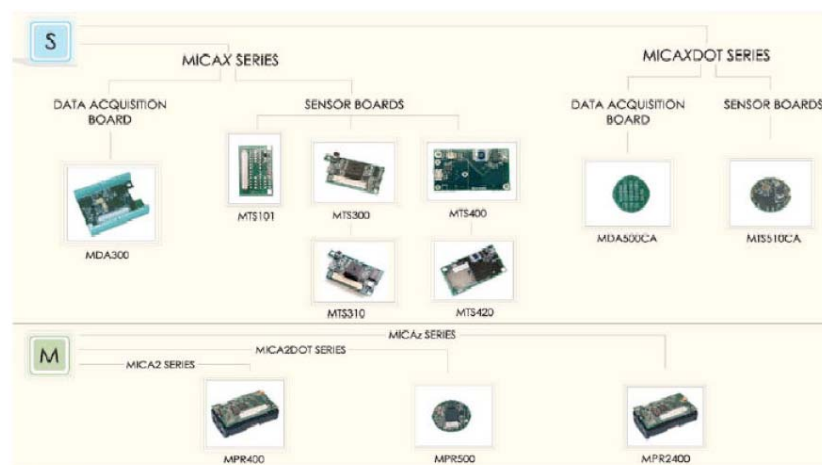 S
MICAX SERIES
MICAXDOT SERIES
DATA ACQUISITION
BOARD
SENSOR BOARDS
DATA ACQUISITION
BOARD
SENSOR BOARDS
MDA300
MTS101
MTS300
MTS400
MTS310
MTS420
MDA500CA
MTS510CA
M
MICAz SERIES
MICA2DOT SERIES
MICA2 SERIES
MPR400
MPR500
MPR2400